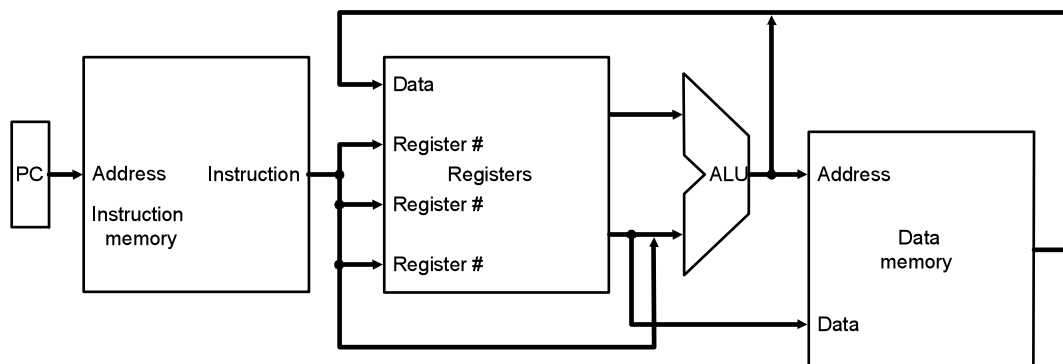 Data
Register #
PC
Address
Instruction
Registers
ALU
Address
Instruction
memory
Register #
Data
memory
Register #
Data